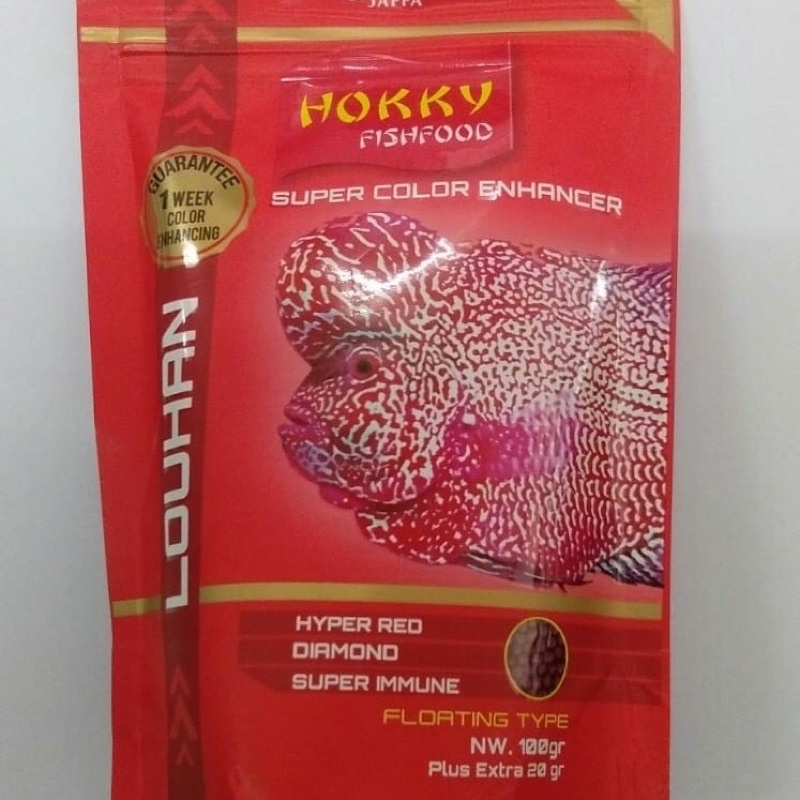 JAPFA
HOKKY
FISHFOOD
SUPER COLOR ENHANCER
GUARANTEE
1 WEEK
COLOR
ENHANCING
LOUHAN
HYPER RED
DIAMOND
SUPER IMMUNE
FLOATING TYPE
NW. 100gr
Plus Extra 20 gr